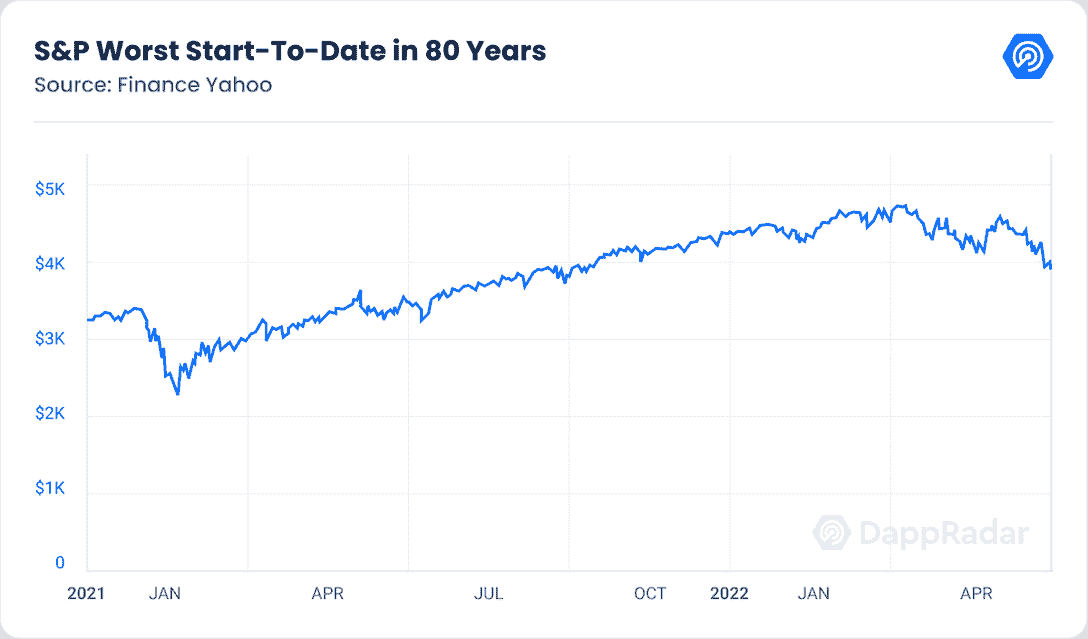 S&P Worst Start-To-Date in 80 Years
Source: Finance Yahoo
$5K
$4K
$3K
$2K
$1K
0
DappRadar
2021 JAN APR JUL OCT 2022 JAN APR